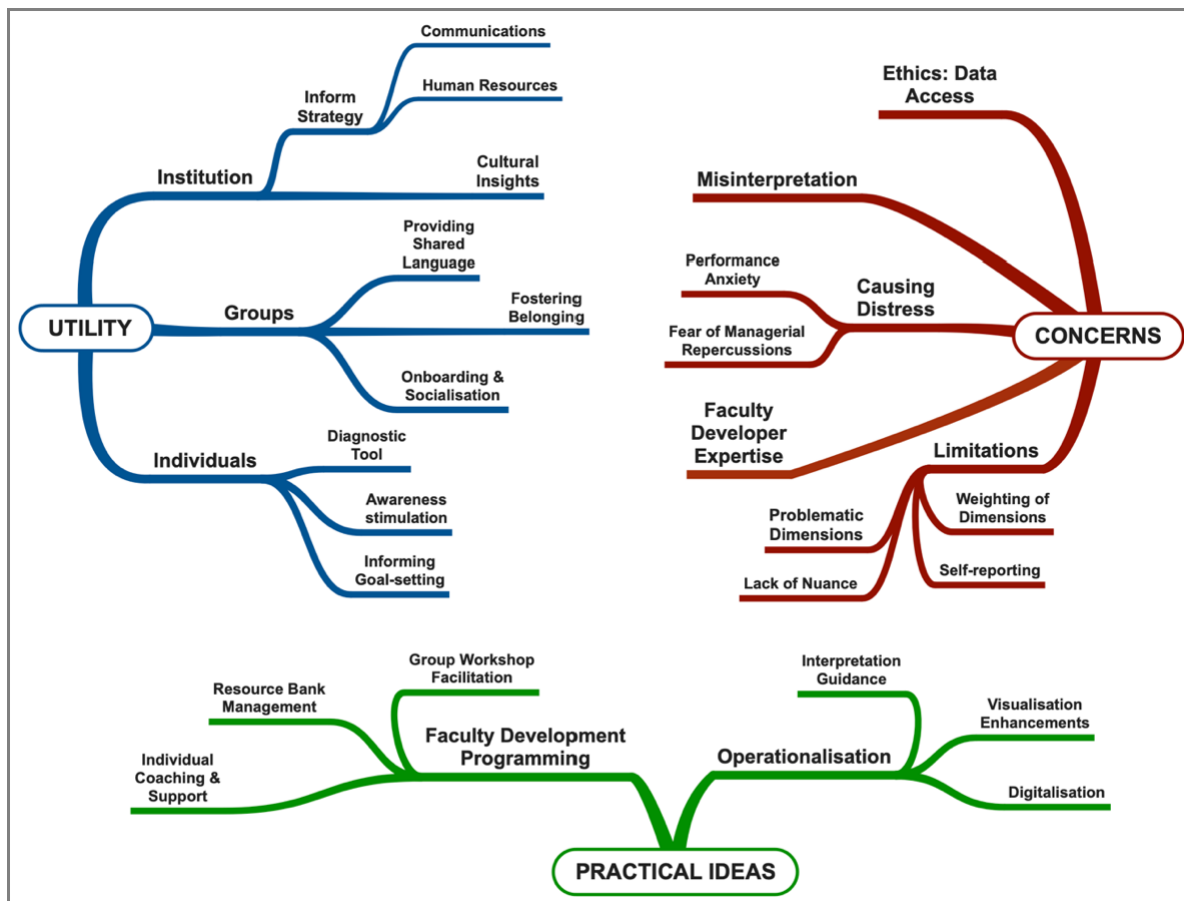 Communications
Human Resources
Inform
Strategy
Institution
Cultural
Insights
Providing
Shared
Language
UTILITY
Groups
Fostering
Belonging
Onboarding &
Socialisation
Individuals
Diagnostic
Tool
Awareness
stimulation
Informing
Goal-setting
Ethics: Data
Access
Misinterpretation
Performance
Anxiety
Causing
Distress
Fear of Managerial
Repercussions
CONCERNS
Faculty
Developer
Expertise
Limitations
Problematic
Dimensions
Weighting of
Dimensions
Lack of Nuance
Self-reporting
Group Workshop
Facilitation
Resource Bank
Management
Faculty Development
Programming
Individual
Coaching &
Support
Interpretation
Guidance
Visualisation
Enhancements
Operationalisation
Digitalisation
PRACTICAL IDEAS